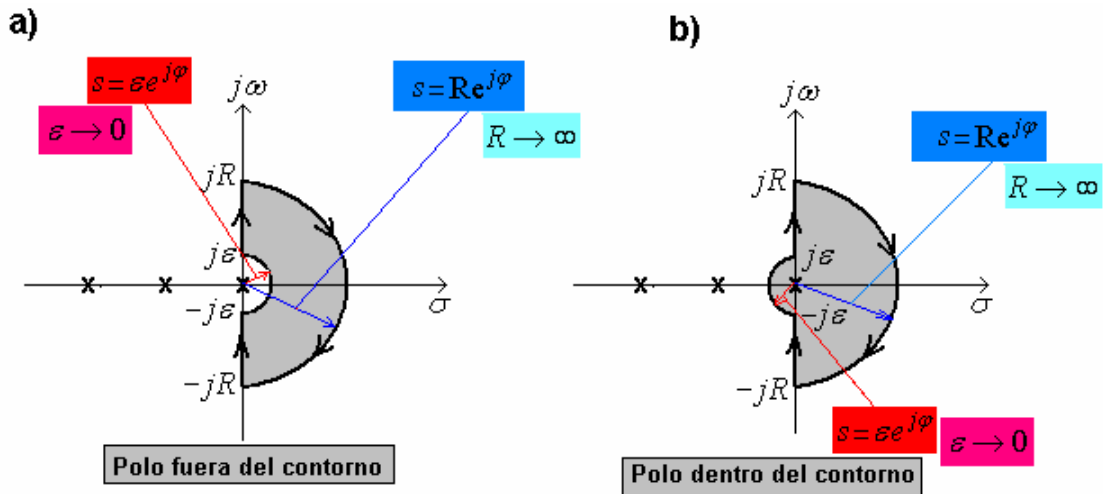 a)
s = εe^{jφ}
ε → 0
jω
s = Re^{jφ}
R → ∞
jR
jε
-jε
-jR
σ
Polo fuera del contorno
b)
jω
s = Re^{jφ}
R → ∞
jR
jε
-jε
-jR
σ
s = εe^{jφ}
ε → 0
Polo dentro del contorno